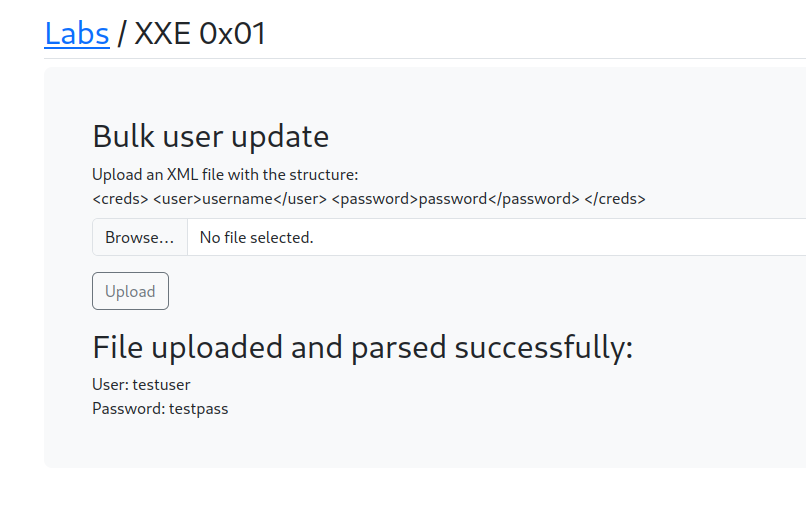 Labs / XXE 0x01
Bulk user update
Upload an XML file with the structure:
<creds> <user>username</user> <password>password</password> </creds>
Browse... No file selected.
Upload
File uploaded and parsed successfully:
User: testuser
Password: testpass